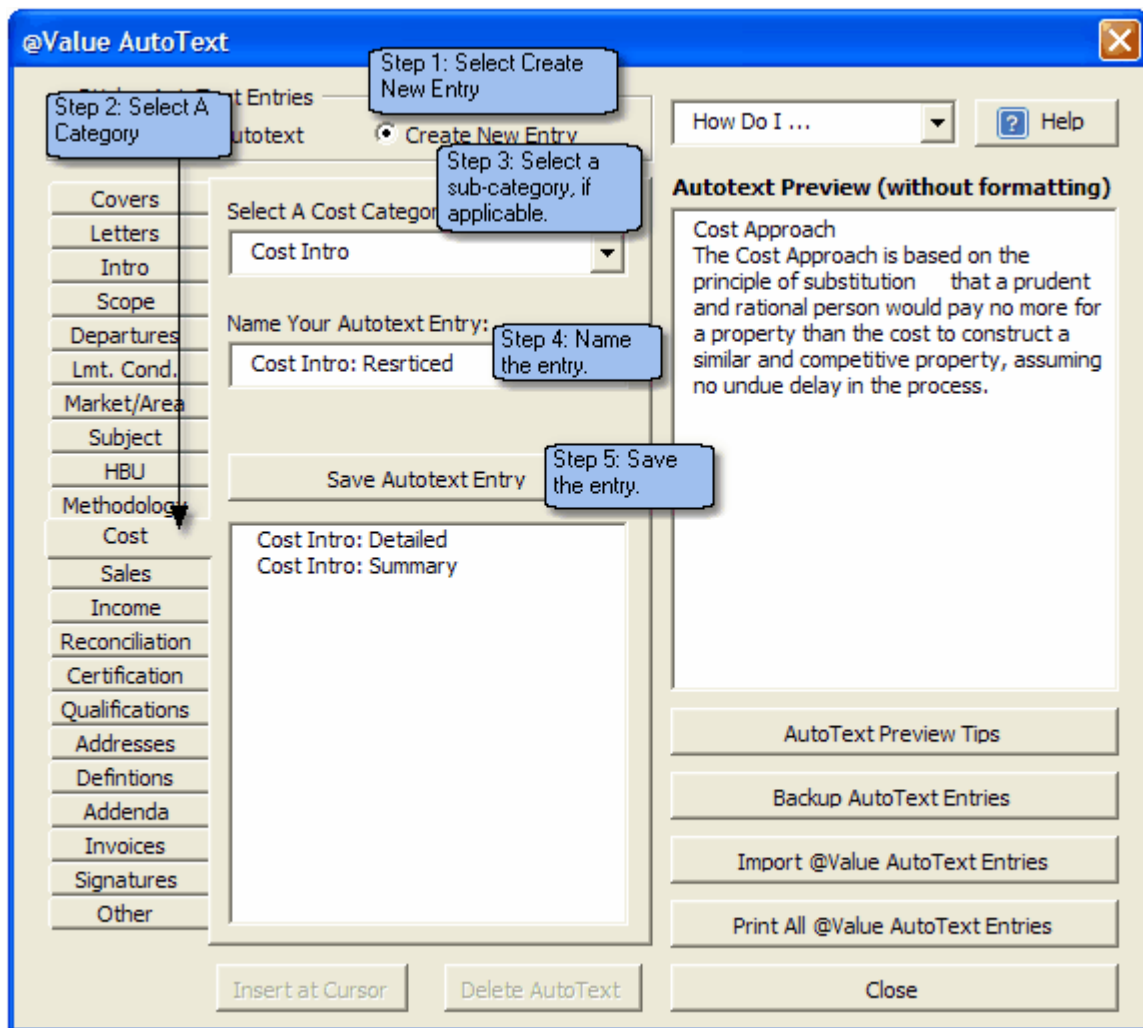 @Value AutoText
Step 1: Select Create
New Entry
Entries
Step 2: Select A
Category
utotext
Create New Entry
How Do I ...
Help
Step 3: Select a
sub-category, if
applicable.
Covers
Letters
Intro
Scope
Departures
Lmt. Cond.
Market/Area
Subject
HBU
Methodology
Cost
Sales
Income
Reconciliation
Certification
Qualifications
Addresses
Defintions
Addenda
Invoices
Signatures
Other
Select A Cost Categor
Cost Intro
Name Your Autotext Entry:
Cost Intro: Resrticed
Step 4: Name
the entry.
Save Autotext Entry
Step 5: Save
the entry.
Cost Intro: Detailed
Cost Intro: Summary
Autotext Preview (without formatting)
Cost Approach
The Cost Approach is based on the
principle of substitution that a prudent
and rational person would pay no more for
a property than the cost to construct a
similar and competitive property, assuming
no undue delay in the process.
AutoText Preview Tips
Backup AutoText Entries
Import @Value AutoText Entries
Print All @Value AutoText Entries
Insert at Cursor
Delete AutoText
Close